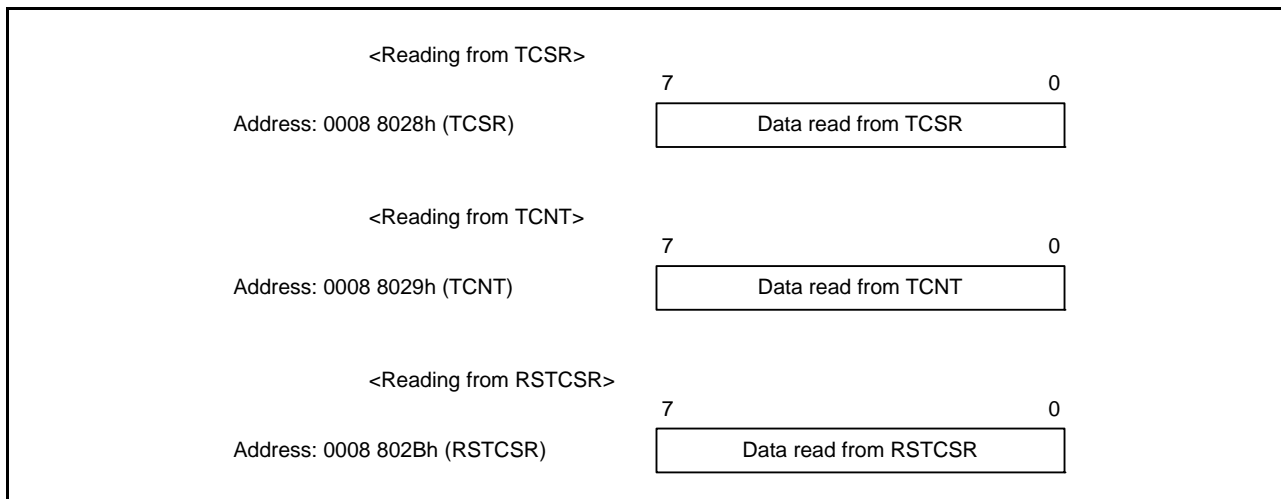 <Reading from TCSR>
7 0
Address: 0008 8028h (TCSR) Data read from TCSR
<Reading from TCNT>
7 0
Address: 0008 8029h (TCNT) Data read from TCNT
<Reading from RSTCSR>
7 0
Address: 0008 802Bh (RSTCSR) Data read from RSTCSR